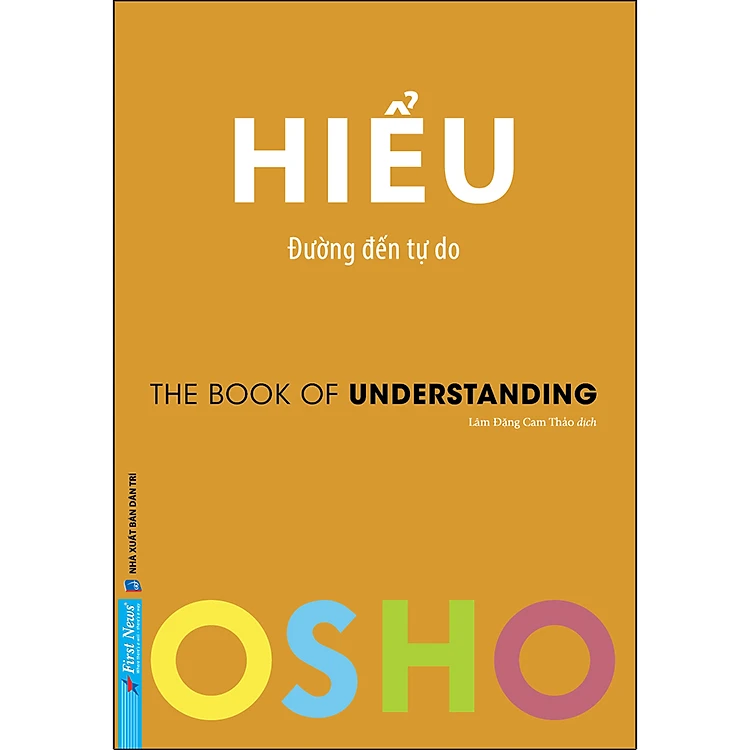 HIỂU
Đường đến tự do
THE BOOK OF UNDERSTANDING
Lâm Đặng Cam Thảo dịch
NHÀ XUẤT BẢN DÂN TRÍ
First News®
OSHO